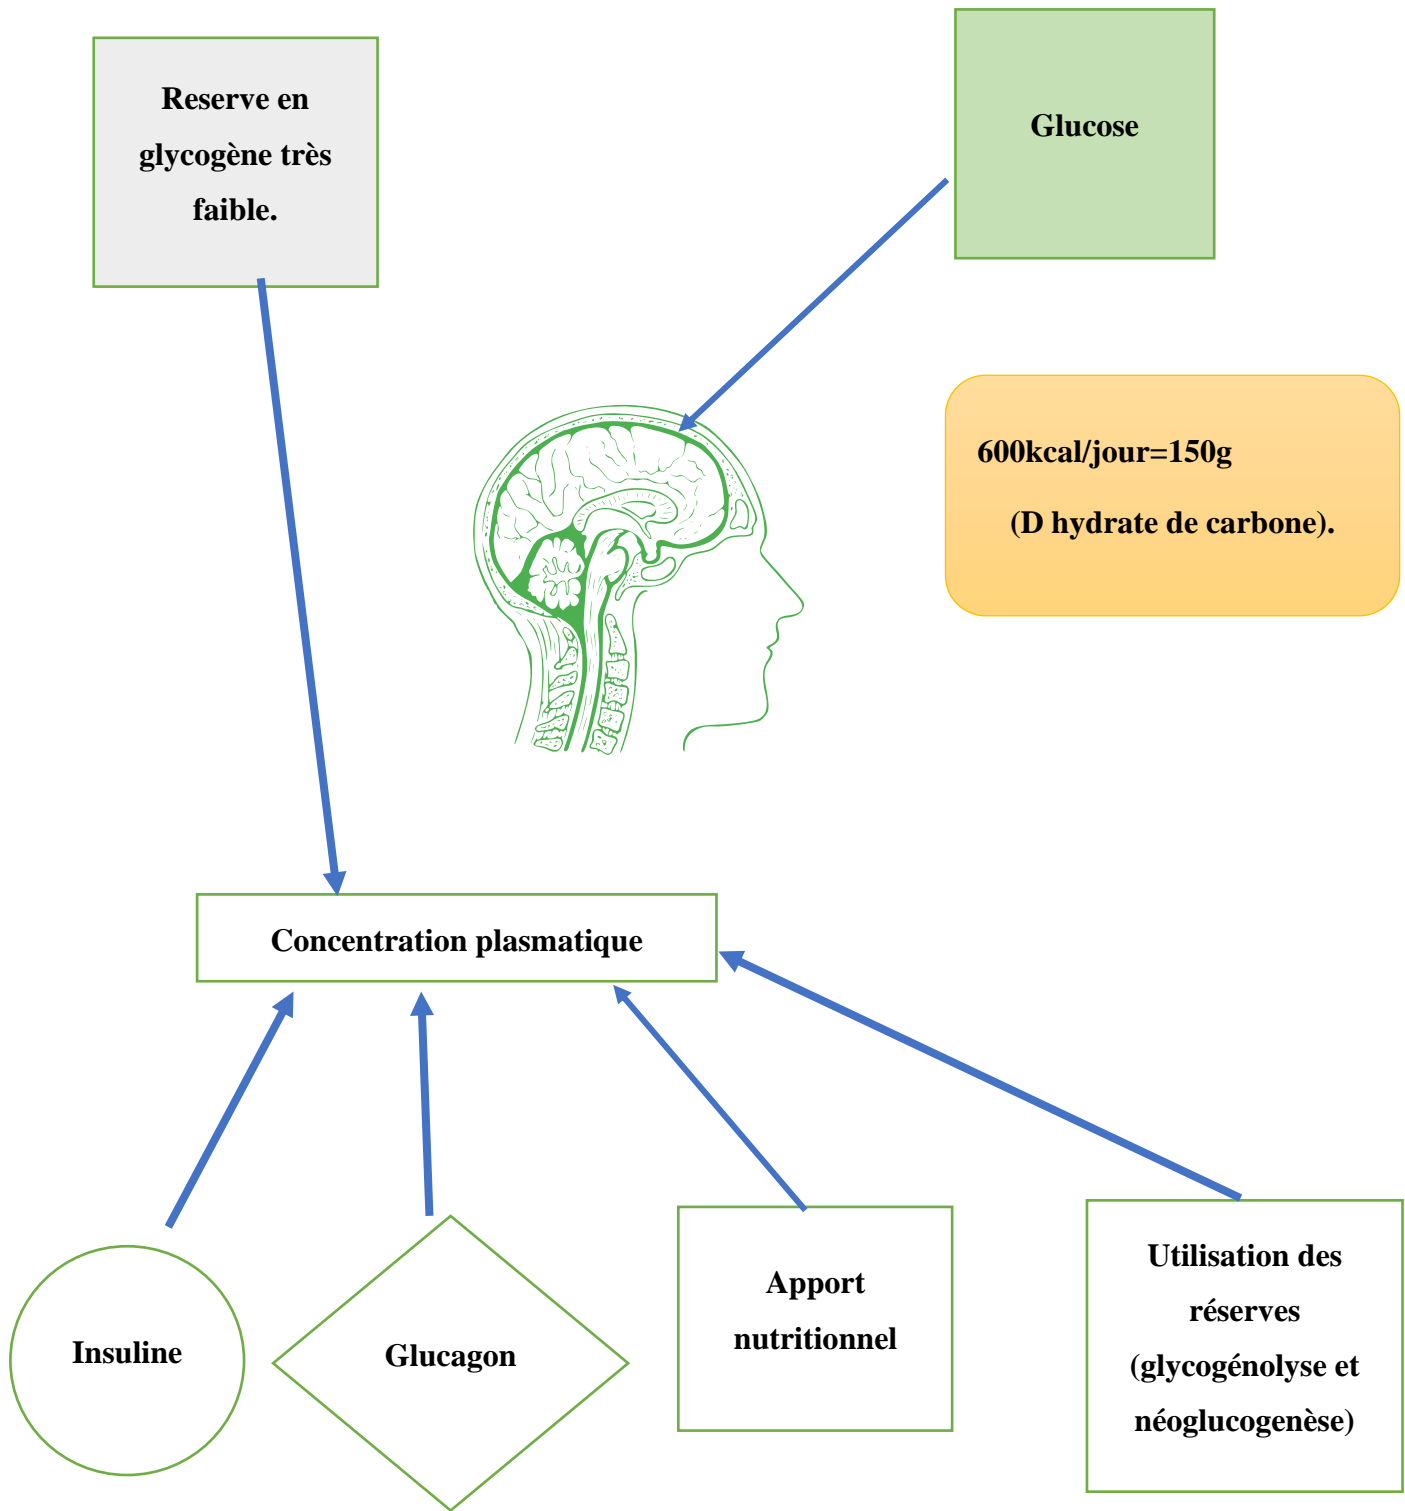 Reserve en
glycogène très
faible.
Glucose
600kcal/jour=150g
(D hydrate de carbone).
Concentration plasmatique
Insuline
Glucagon
Apport
nutritionnel
Utilisation des
réserves
(glycogénolyse et
néoglucogenèse)